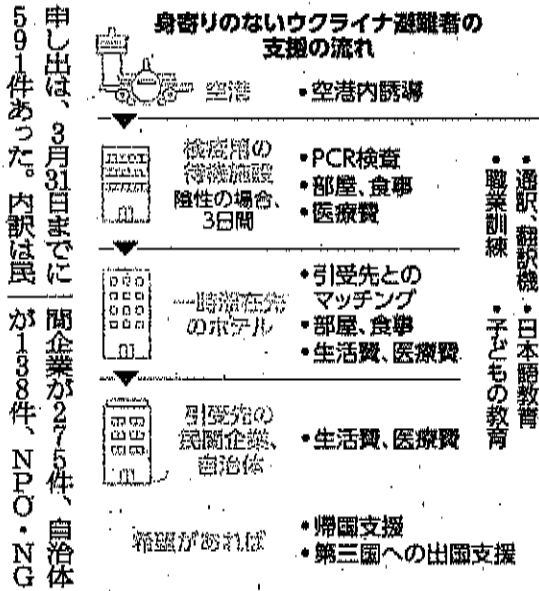 身寄りのないウクライナ避難者の
支援の流れ
空港
•空港内誘導
検疫用の
待機施設
陰性の場合、
3日間
•PCR検査
•部屋、食事
•医療費
一時滞在先
のホテル
•引受先との
マッチング
•部屋、食事
•生活費、医療費
引受先の
民間企業、
自治体
•生活費、医療費
希望があれば
•帰国支援
•第三国への出国支援
•通訳、翻訳機 •日本語教育
•職業訓練 •子どもの教育
申し出は、3月31日までに
591件あった。内訳は民
間企業が275件、自治体
が138件、NPO・NG